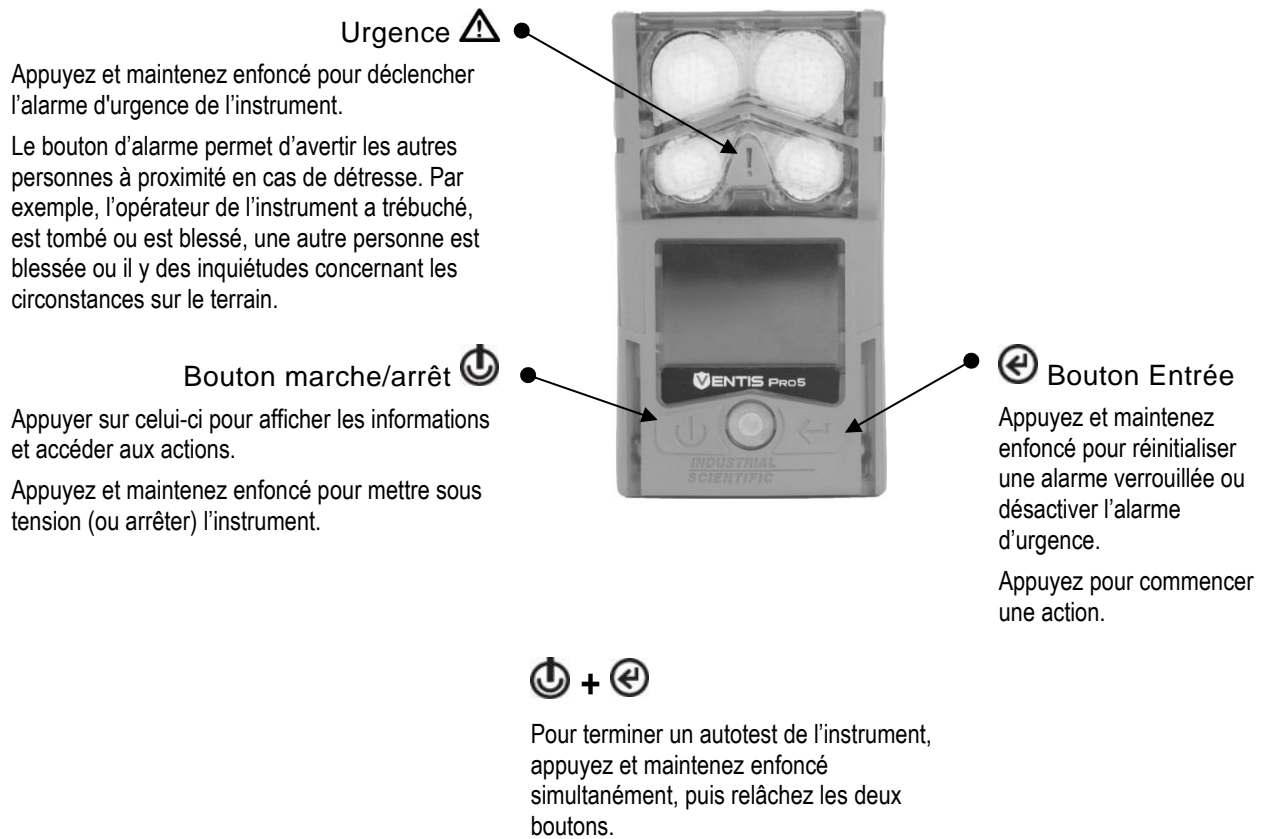 Urgence
Appuyez et maintenez enfoncé pour déclencher
l’alarme d'urgence de l’instrument.
Le bouton d’alarme permet d’avertir les autres
personnes à proximité en cas de détresse. Par
exemple, l’opérateur de l’instrument a trébuché,
est tombé ou est blessé, une autre personne est
blessée ou il y des inquiétudes concernant les
circonstances sur le terrain.
Bouton marche/arrêt
Appuyer sur celui-ci pour afficher les informations
et accéder aux actions.
Appuyez et maintenez enfoncé pour mettre sous
tension (ou arrêter) l’instrument.
!
VENTIS PRO5
INDUSTRIAL
SCIENTIFIC
Bouton Entrée
Appuyez et maintenez
enfoncé pour réinitialiser
une alarme verrouillée ou
désactiver l’alarme
d’urgence.
Appuyez pour commencer
une action.
+
Pour terminer un autotest de l’instrument,
appuyez et maintenez enfoncé
simultanément, puis relâchez les deux
boutons.